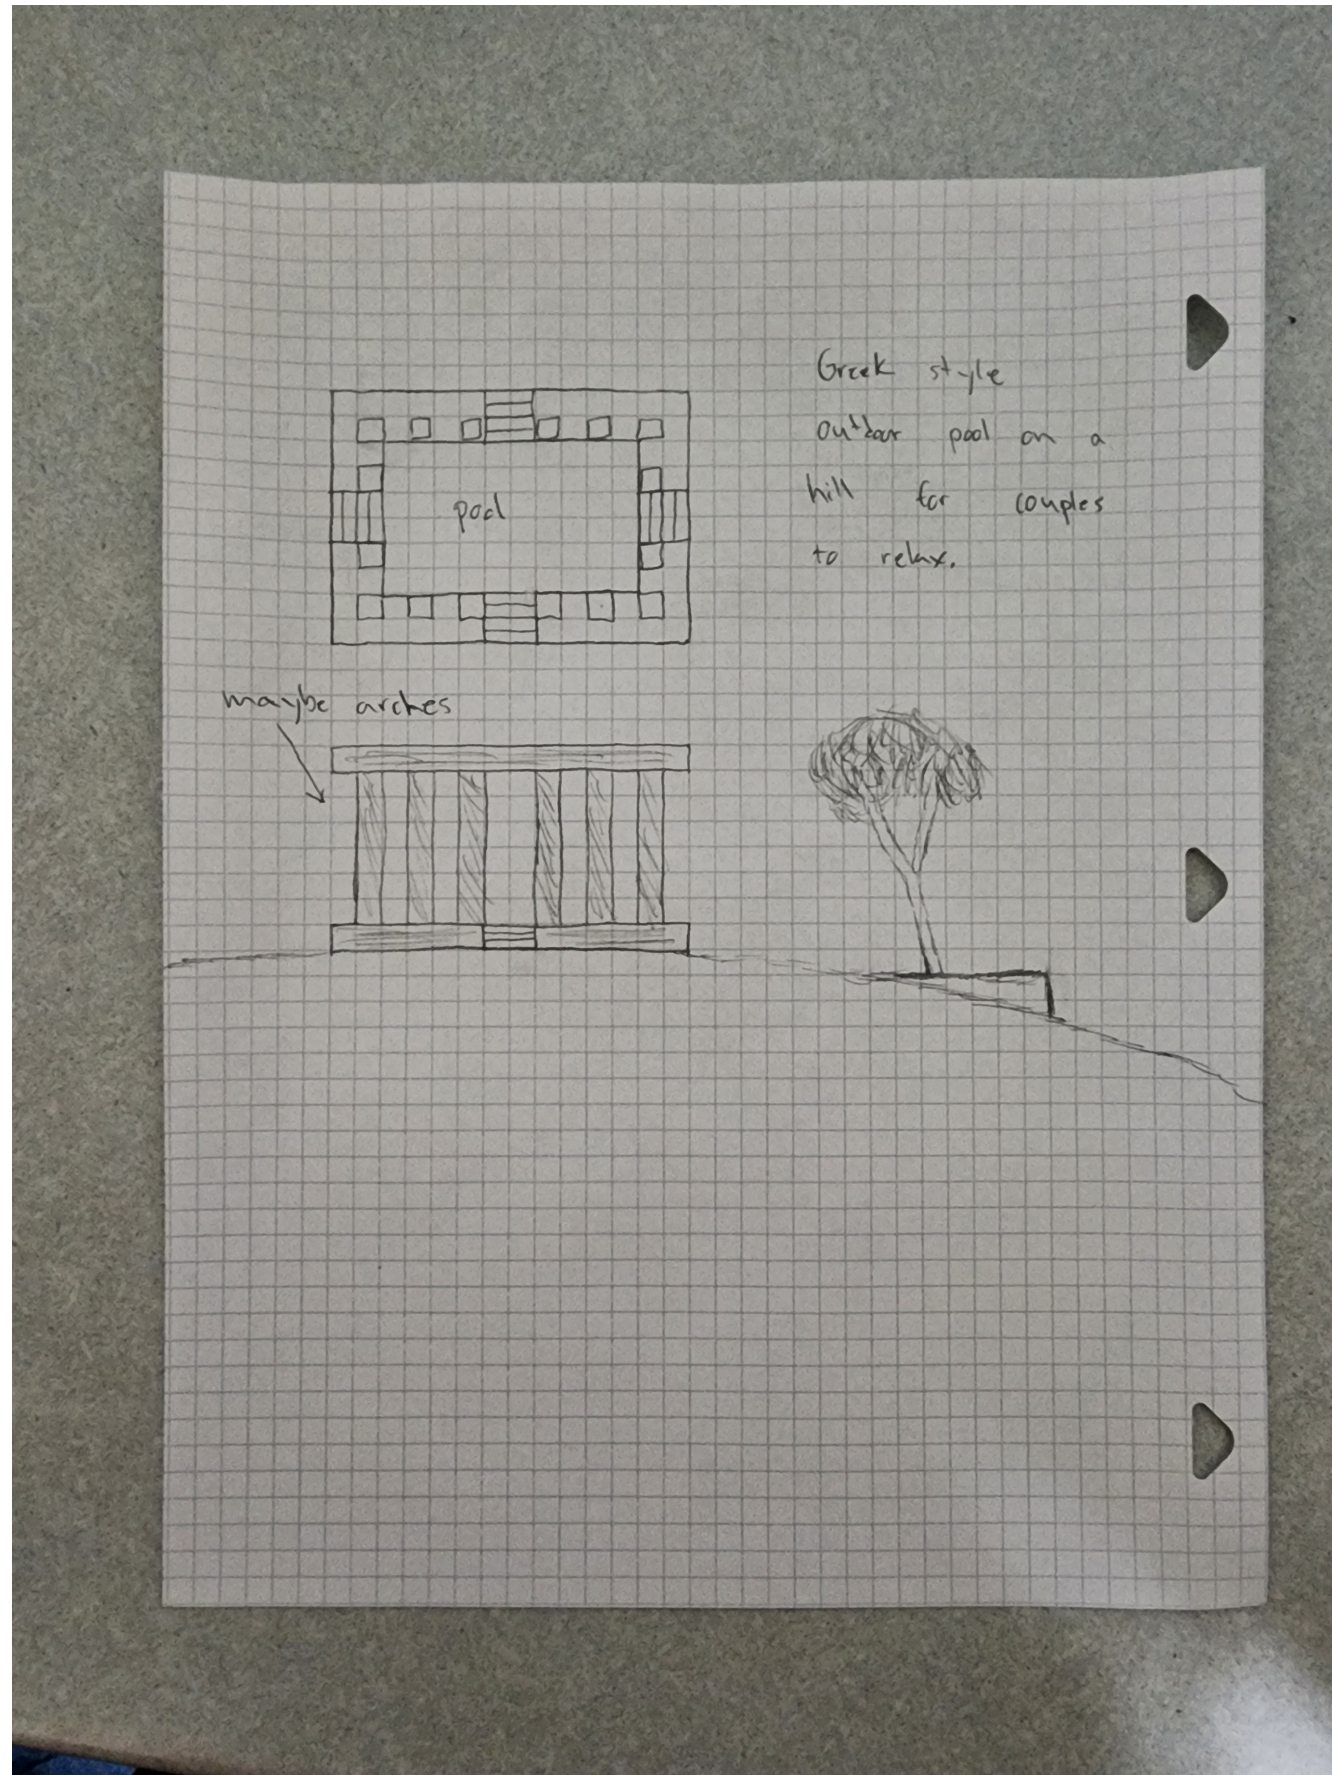 Greek style
outdoor pool on a
hill for couples
to relax.
pool
maybe arches